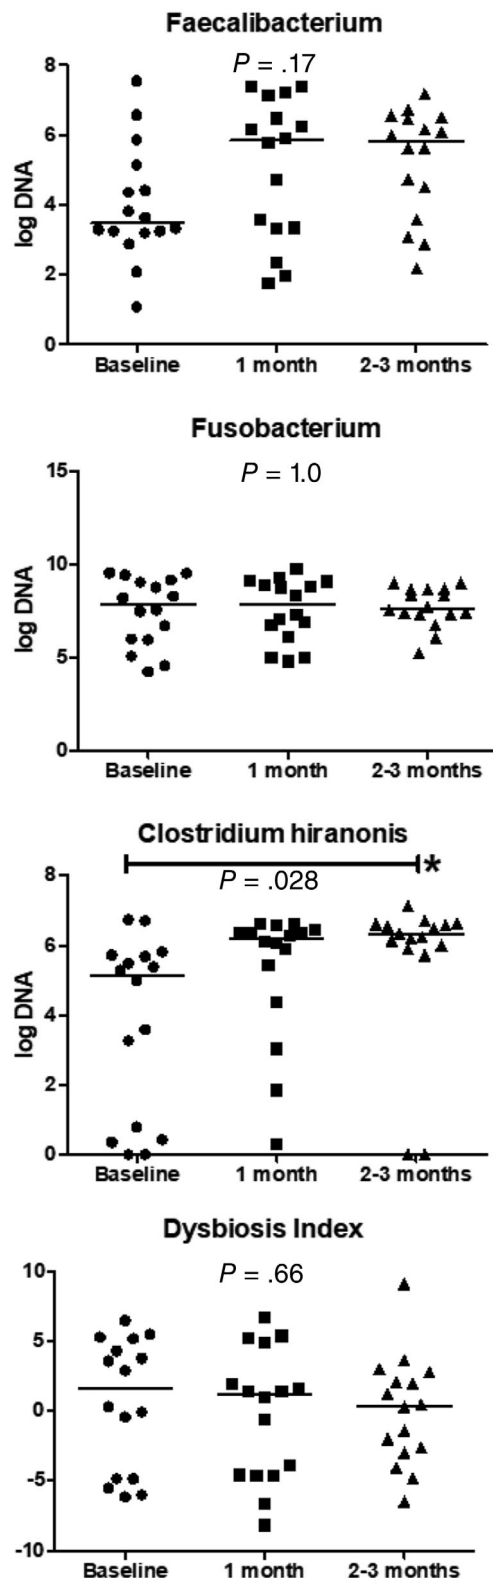 Faecalibacterium
P = .17
8
6
4
2
0
log DNA
Baseline 1 month 2-3 months
Fusobacterium
P = 1.0
15
10
5
0
log DNA
Baseline 1 month 2-3 months
Clostridium hiranonis
*
P = .028
8
6
4
2
0
log DNA
Baseline 1 month 2-3 months
Dysbiosis Index
P = .66
10
5
0
-5
-10
Baseline 1 month 2-3 months